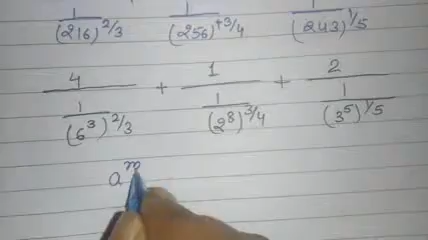 1/(216)^2/3 1/(256)^+3/4 1/(243)^1/5
4/(1/(6^3)^2/3) + 1/(1/(2^8)^3/4) + 2/(1/(3^5)^1/5)
a^m